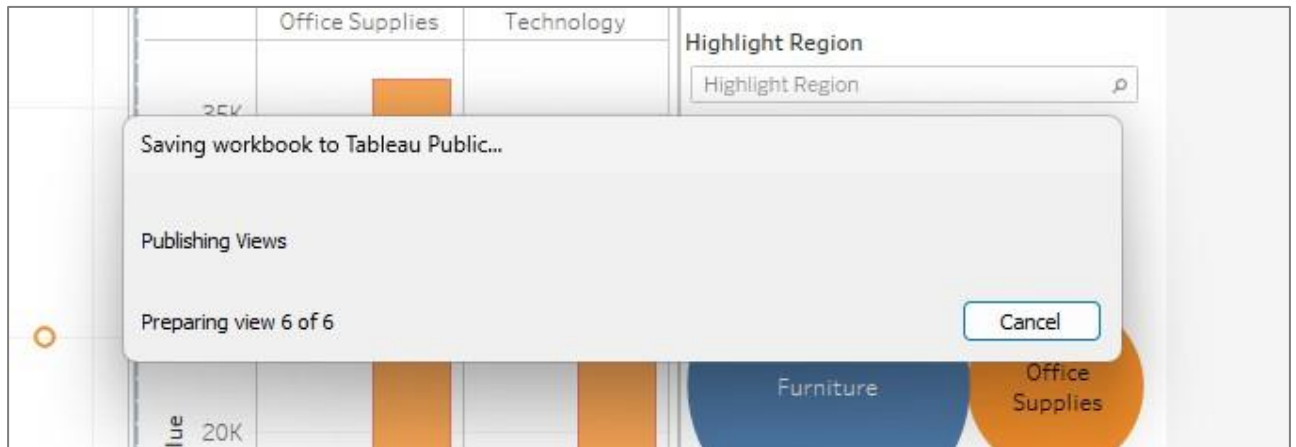 Office Supplies
Technology
Highlight Region
Highlight Region
35K
Saving workbook to Tableau Public...
Publishing Views
Preparing view 6 of 6
Cancel
Furniture
Office
Supplies
20K